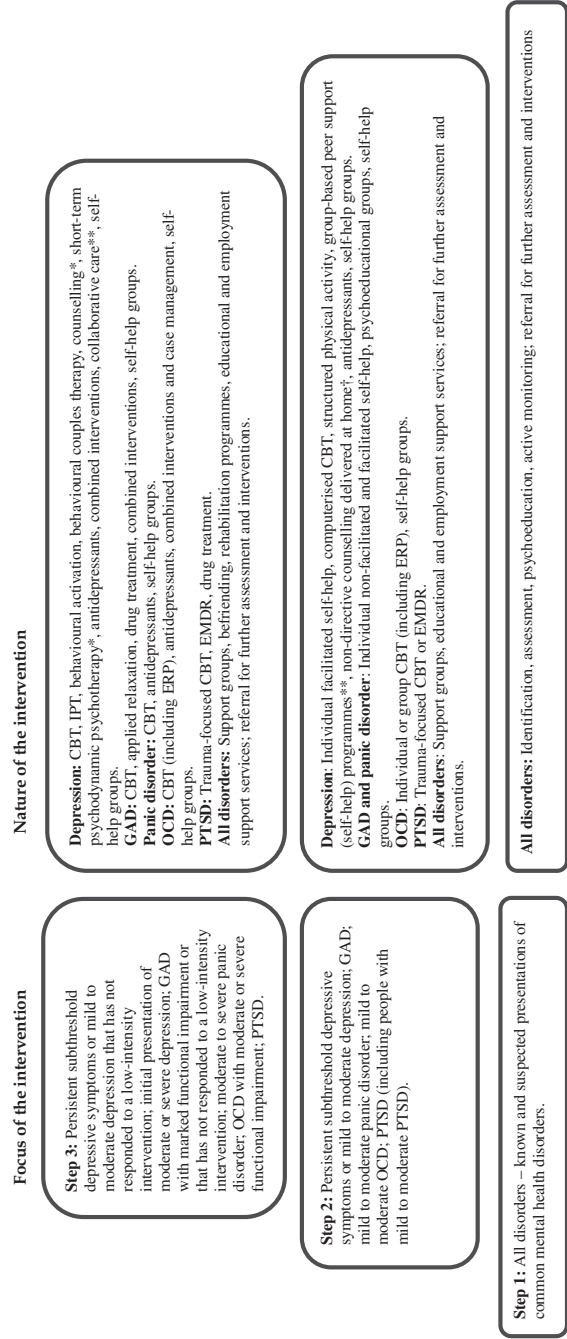 Focus of the intervention
Nature of the intervention
Step 3: Persistent subthreshold
depressive symptoms or mild to
moderate depression that has not
responded to a low-intensity
intervention; initial presentation of
moderate or severe depression; GAD
with marked functional impairment or
that has not responded to a low-intensity
intervention; moderate to severe panic
disorder; OCD with moderate or severe
functional impairment; PTSD.
Depression: CBT, IPT, behavioural activation, behavioural couples therapy, counselling*, short-term
psychodynamic psychotherapy*, antidepressants, combined interventions, collaborative care**, self-
help groups.
GAD: CBT, applied relaxation, drug treatment, combined interventions, self-help groups.
Panic disorder: CBT, antidepressants, self-help groups.
OCD: CBT (including ERP), antidepressants, combined interventions and case management, self-
help groups.
PTSD: Trauma-focused CBT, EMDR, drug treatment.
All disorders: Support groups, befriending, rehabilitation programmes, educational and employment
support services; referral for further assessment and interventions.
Step 2: Persistent subthreshold depressive
symptoms or mild to moderate depression; GAD;
mild to moderate panic disorder; mild to
moderate OCD; PTSD (including people with
mild to moderate PTSD).
Depression: Individual facilitated self-help, computerised CBT, structured physical activity, group-based peer support
(self-help) programmes**, non-directive counselling delivered at home†, antidepressants, self-help groups.
GAD and panic disorder: Individual non-facilitated and facilitated self-help, psychoeducational groups, self-help
groups.
OCD: Individual or group CBT (including ERP), self-help groups.
PTSD: Trauma-focused CBT or EMDR.
All disorders: Support groups, educational and employment support services; referral for further assessment and
interventions.
Step 1: All disorders – known and suspected presentations of
common mental health disorders.
All disorders: Identification, assessment, psychoeducation, active monitoring; referral for further assessment and interventions